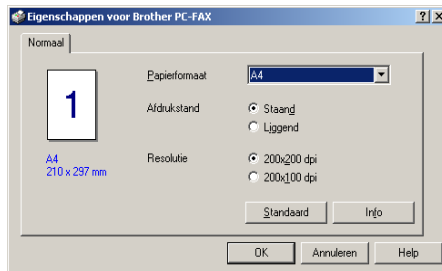 Eigenschappen voor Brother PC-FAX
Normaal
1
A4
210 x 297 mm
Papierformaat
A4
Afdrukstand
Staand
Liggend
Resolutie
200x200 dpi
200x100 dpi
Standaard
Info
OK
Annuleren
Help